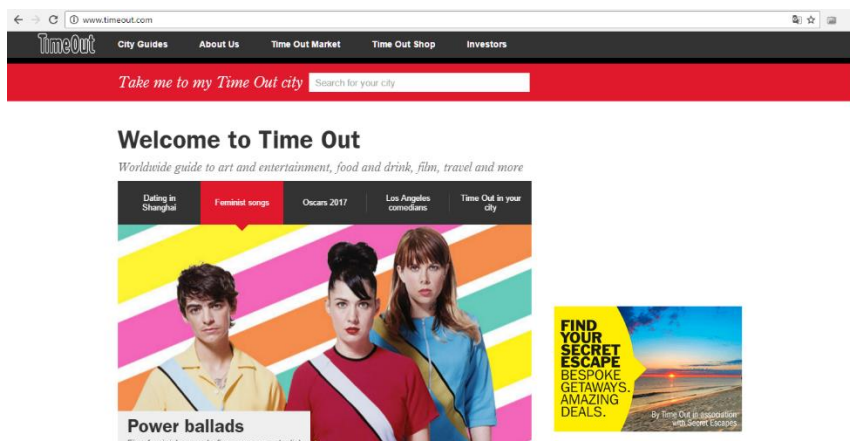 www.timeout.com
TimeOut
City Guides About Us Time Out Market Time Out Shop Investors
Take me to my Time Out city Search for your city
Welcome to Time Out
Worldwide guide to art and entertainment, food and drink, film, travel and more
Dating in Shanghai
Feminist songs
Oscars 2017
Los Angeles comedians
Time Out in your city
FIND
YOUR
SECRET
ESCAPE
BESPOKE
GETAWAYS.
AMAZING
DEALS.
By Time Out in association
with Secret Escapes
Power ballads